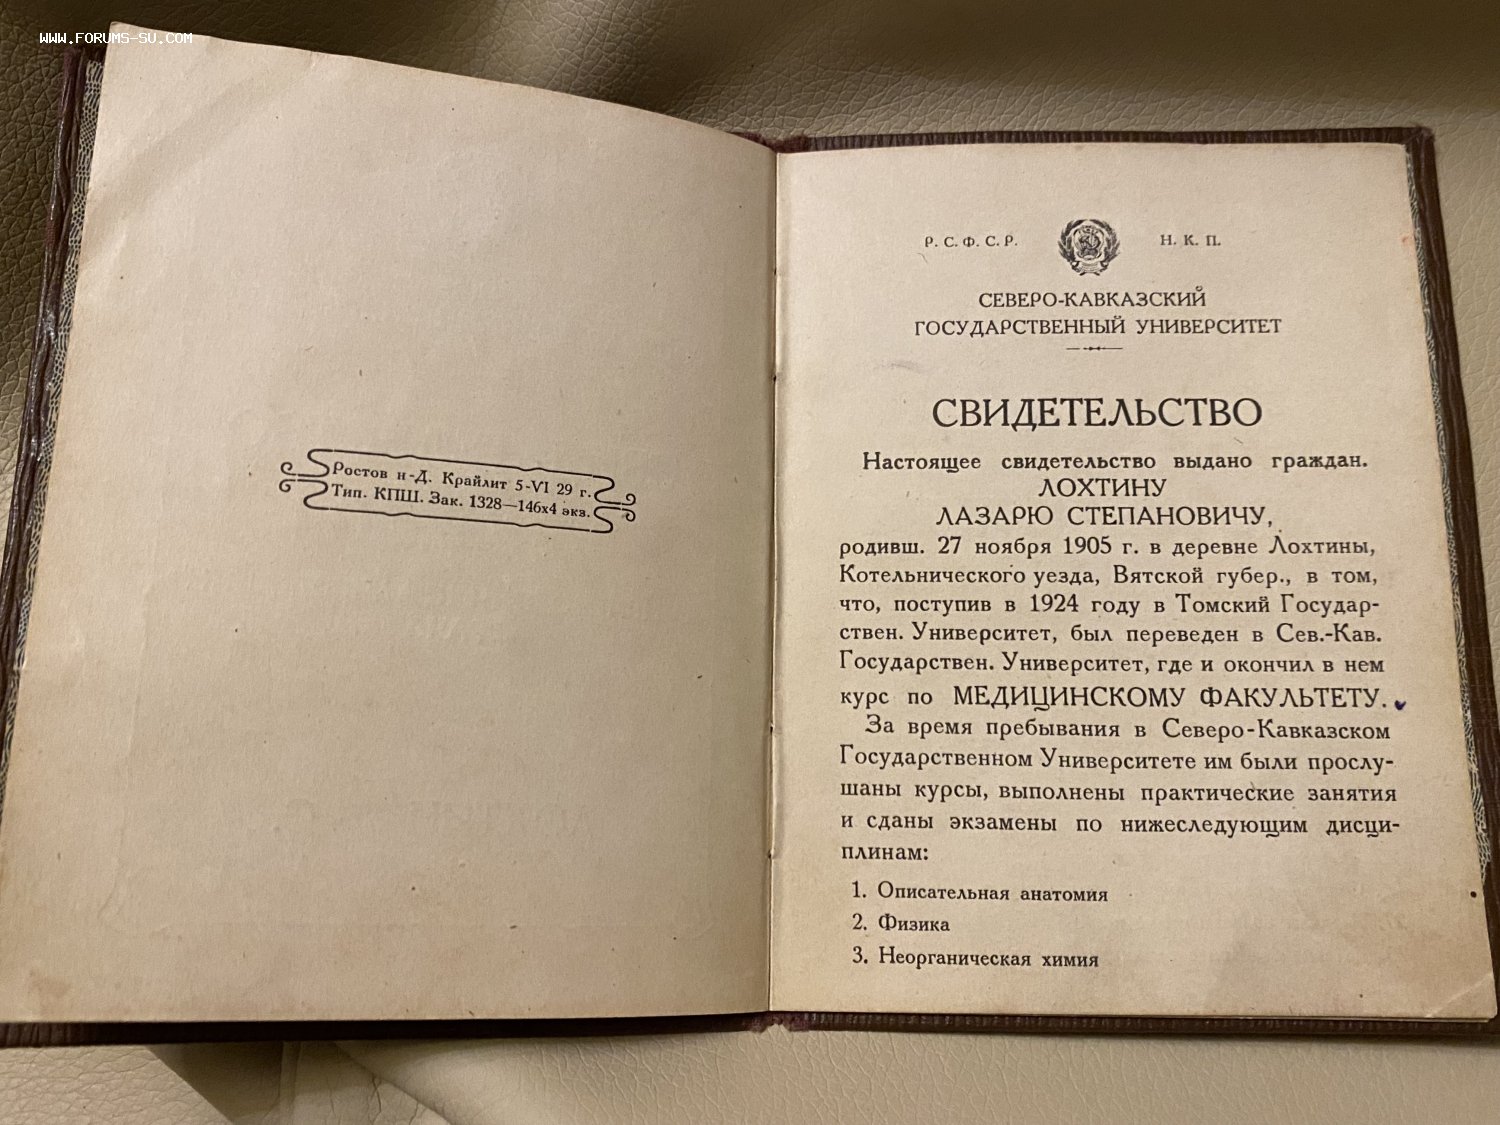 WWW.FORUMS-SU.COM
Ростов н-Д. Крайлит 5-VI 29 г.
Тип. КПШ. Зак. 1328—146х4 экз.
Р. С. Ф. С. Р.
Н. К. П.
СЕВЕРО-КАВКАЗСКИЙ
ГОСУДАРСТВЕННЫЙ УНИВЕРСИТЕТ
СВИДЕТЕЛЬСТВО
Настоящее свидетельство выдано граждан.
ЛОХТИНУ
ЛАЗАРЮ СТЕПАНОВИЧУ,
родивш. 27 ноября 1905 г. в деревне Лохтины,
Котельнического уезда, Вятской губер., в том,
что, поступив в 1924 году в Томский Государ-
ствен. Университет, был переведен в Сев.-Кав.
Государствен. Университет, где и окончил в нем
курс по МЕДИЦИНСКОМУ ФАКУЛЬТЕТУ.
За время пребывания в Северо-Кавказском
Государственном Университете им были прослу-
шаны курсы, выполнены практические занятия
и сданы экзамены по нижеследующим дисци-
плинам:
1. Описательная анатомия
2. Физика
3. Неорганическая химия